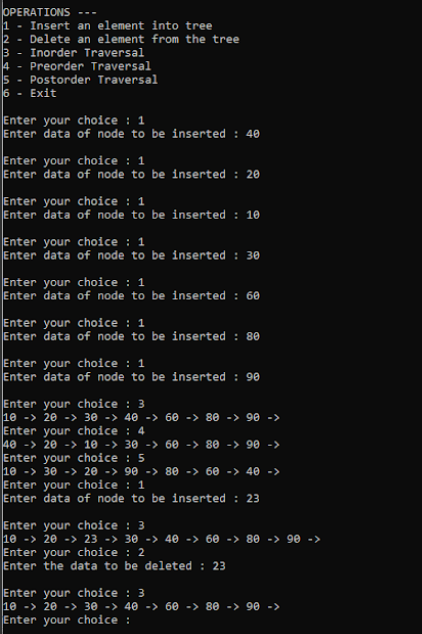 OPERATIONS ---
1 - Insert an element into tree
2 - Delete an element from the tree
3 - Inorder Traversal
4 - Preorder Traversal
5 - Postorder Traversal
6 - Exit
Enter your choice : 1
Enter data of node to be inserted : 40
Enter your choice : 1
Enter data of node to be inserted : 20
Enter your choice : 1
Enter data of node to be inserted : 10
Enter your choice : 1
Enter data of node to be inserted : 30
Enter your choice : 1
Enter data of node to be inserted : 60
Enter your choice : 1
Enter data of node to be inserted : 80
Enter your choice : 1
Enter data of node to be inserted : 90
Enter your choice : 3
10 -> 20 -> 30 -> 40 -> 60 -> 80 -> 90 ->
Enter your choice : 4
40 -> 20 -> 10 -> 30 -> 60 -> 80 -> 90 ->
Enter your choice : 5
10 -> 30 -> 20 -> 90 -> 80 -> 60 -> 40 ->
Enter your choice : 1
Enter data of node to be inserted : 23
Enter your choice : 3
10 -> 20 -> 23 -> 30 -> 40 -> 60 -> 80 -> 90 ->
Enter your choice : 2
Enter the data to be deleted : 23
Enter your choice : 3
10 -> 20 -> 30 -> 40 -> 60 -> 80 -> 90 ->
Enter your choice :